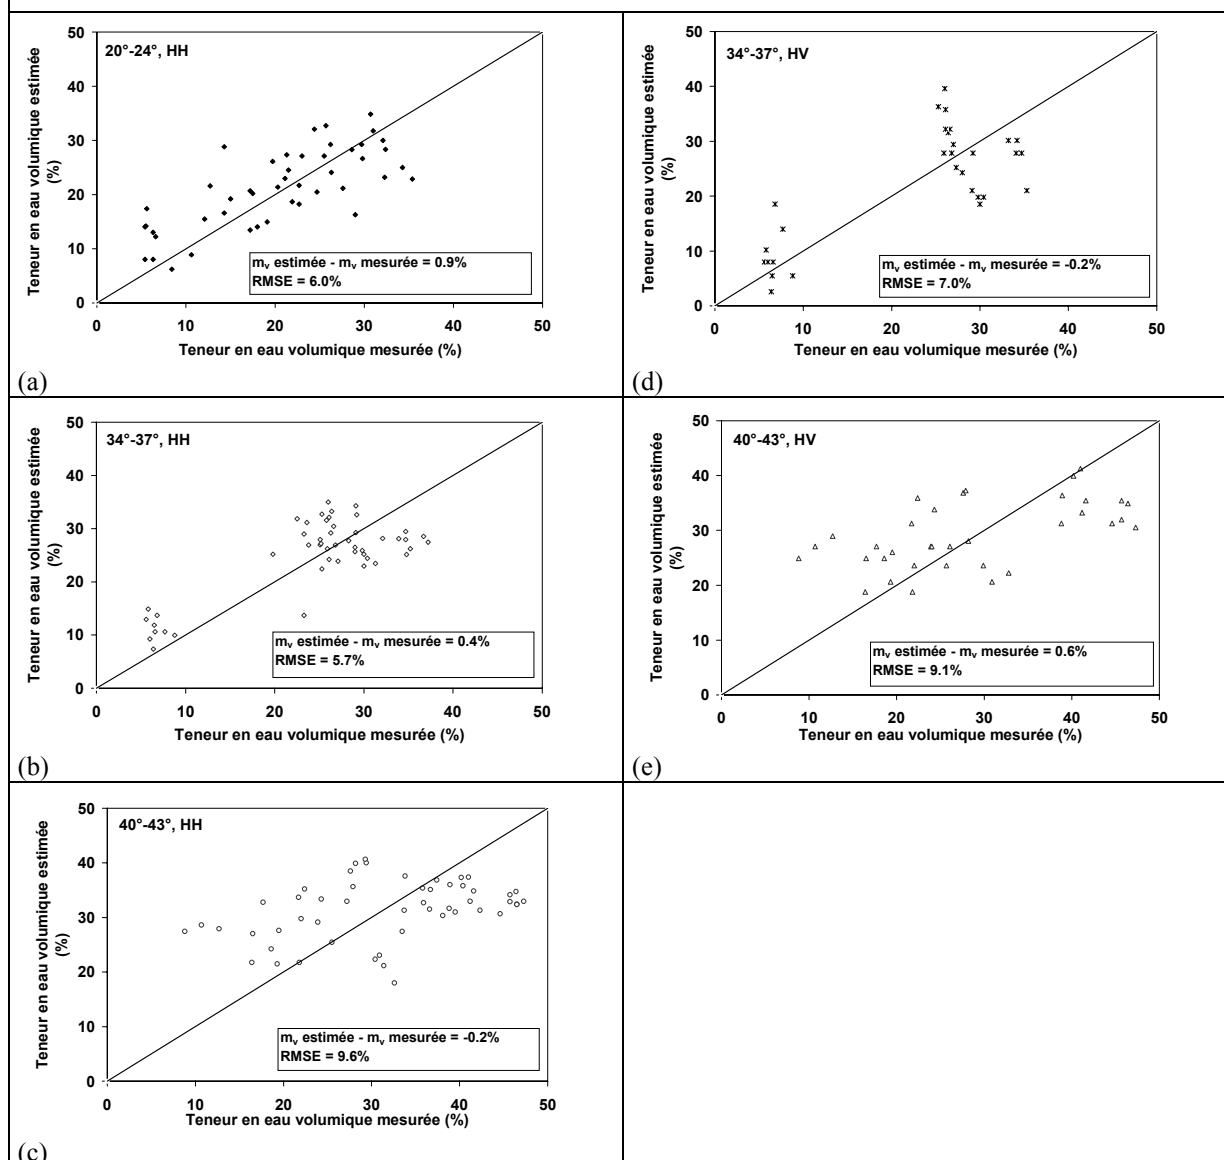 50
40
30
20
10
0
Teneur en eau volumique estimée
(%)
20°-24°, HH
mv estimée - mv mesurée = 0.9%
RMSE = 6.0%
0 10 20 30 40 50
Teneur en eau volumique mesurée (%)
(a)
50
40
30
20
10
0
Teneur en eau volumique estimée
(%)
34°-37°, HV
mv estimée - mv mesurée = -0.2%
RMSE = 7.0%
0 10 20 30 40 50
Teneur en eau volumique mesurée (%)
(d)
50
40
30
20
10
0
Teneur en eau volumique estimée
(%)
34°-37°, HH
mv estimée - mv mesurée = 0.4%
RMSE = 5.7%
0 10 20 30 40 50
Teneur en eau volumique mesurée (%)
(b)
50
40
30
20
10
0
Teneur en eau volumique estimée
(%)
40°-43°, HV
mv estimée - mv mesurée = 0.6%
RMSE = 9.1%
0 10 20 30 40 50
Teneur en eau volumique mesurée (%)
(e)
50
40
30
20
10
0
Teneur en eau volumique estimée
(%)
40°-43°, HH
mv estimée - mv mesurée = -0.2%
RMSE = 9.6%
0 10 20 30 40 50
Teneur en eau volumique mesurée (%)
(c)